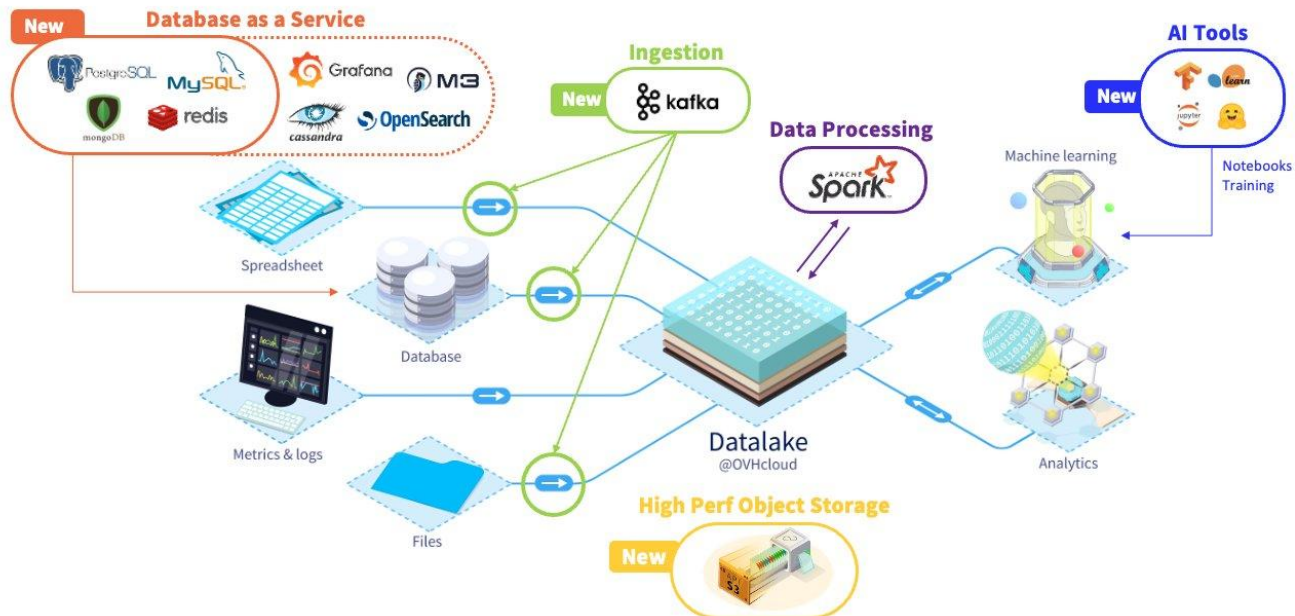 New
Database as a Service
PostgreSQL
MySQL
mongoDB
redis
Grafana
M3
cassandra
OpenSearch
Ingestion
New
kafka
Data Processing
APACHE
Spark
AI Tools
New
learn
jupyter
Machine learning
Notebooks
Training
Spreadsheet
Database
Metrics & logs
Files
Datalake
@OVHcloud
Analytics
High Perf Object Storage
New
API
S3